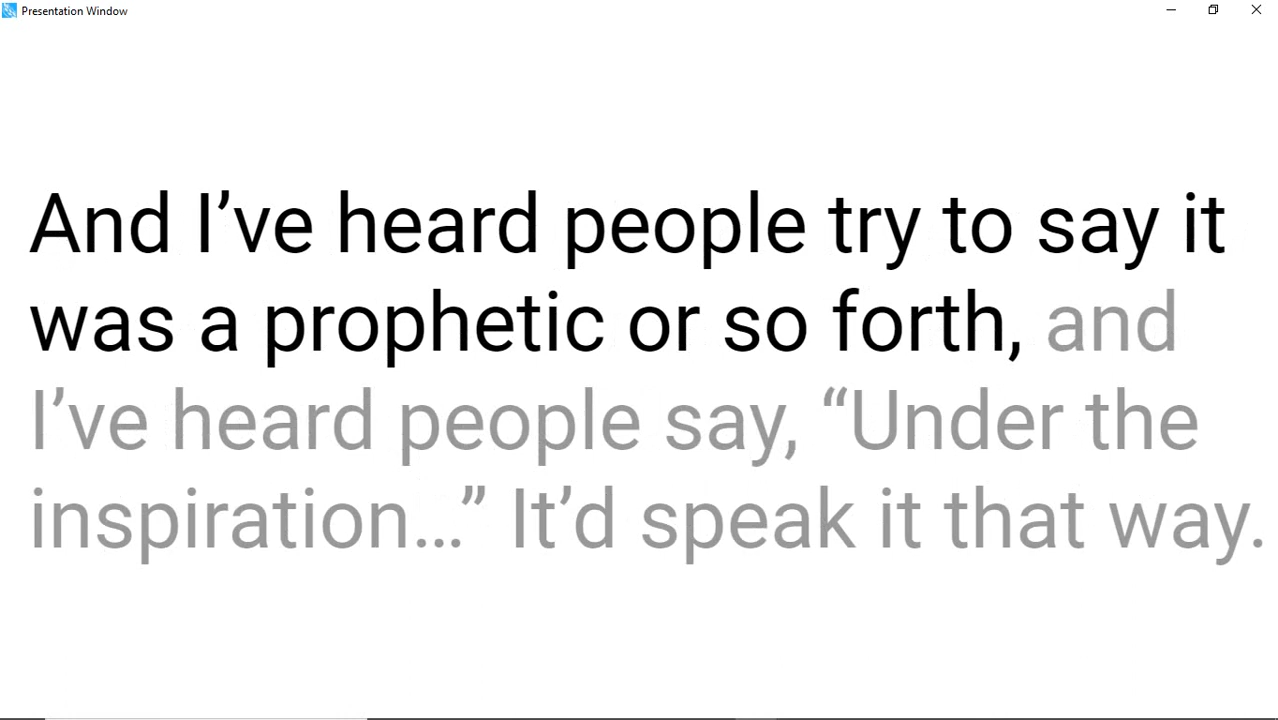 Presentation Window
And I’ve heard people try to say it
was a prophetic or so forth, and
I’ve heard people say, “Under the
inspiration…” It’d speak it that way.